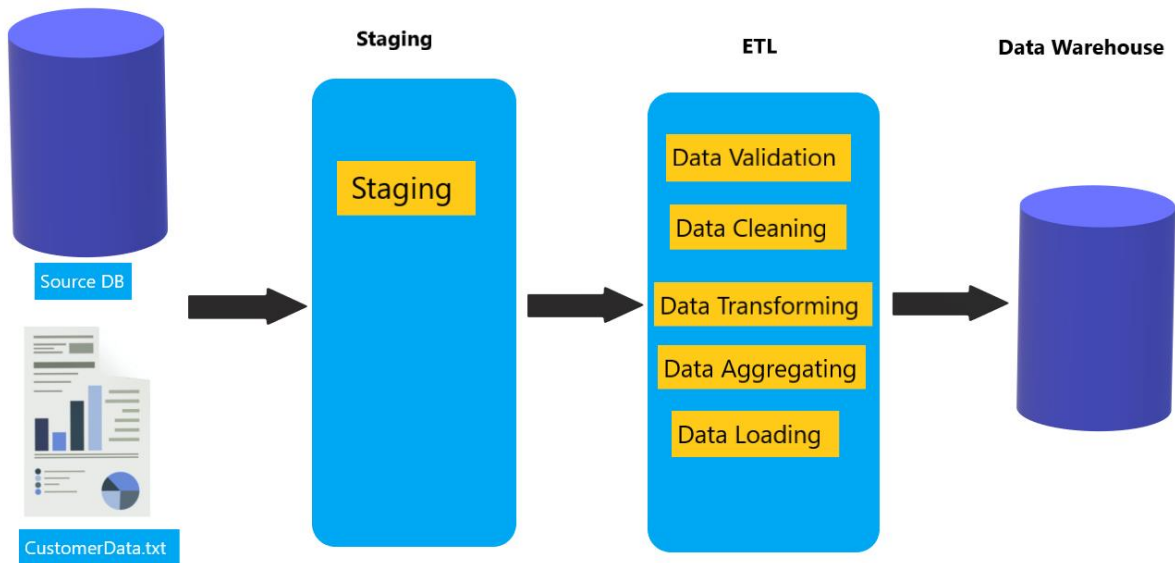 Staging
ETL
Data Warehouse
Source DB
CustomerData.txt
Staging
Data Validation
Data Cleaning
Data Transforming
Data Aggregating
Data Loading